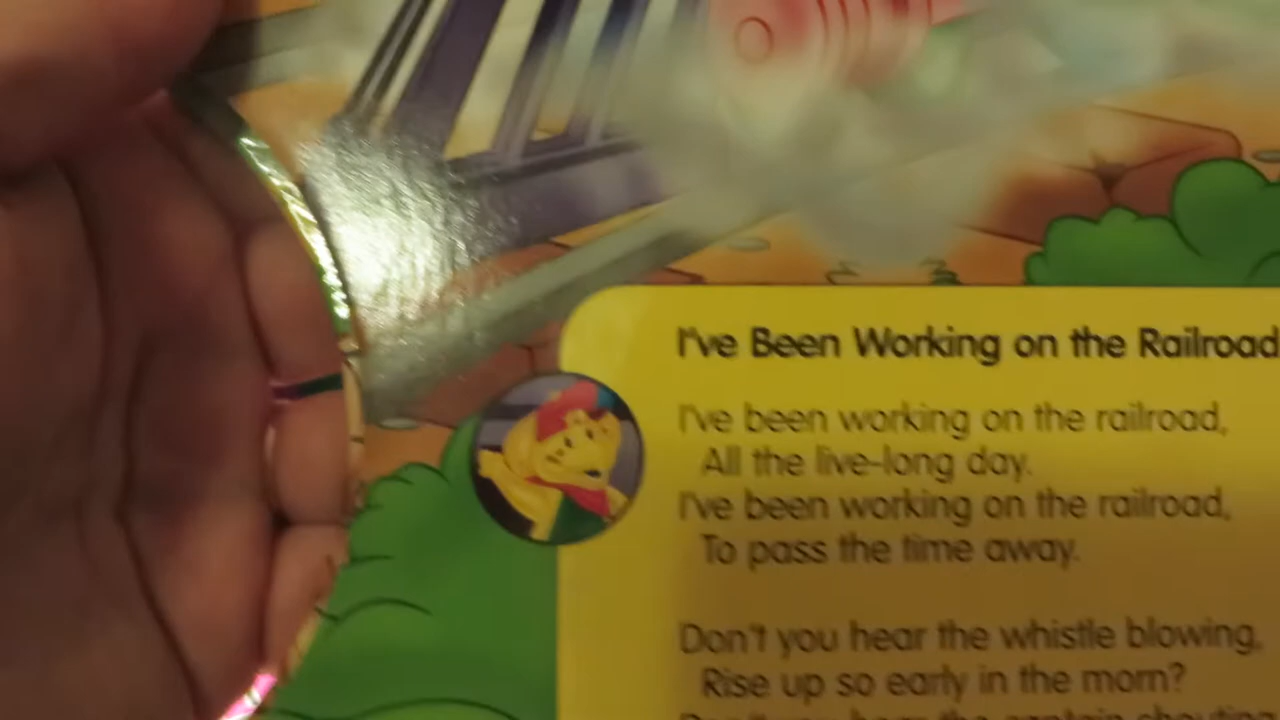 I've Been Working on the Railroad
I've been working on the railroad,
All the live-long day.
I've been working on the railroad,
To pass the time away.
Don't you hear the whistle blowing,
Rise up so early in the morn?